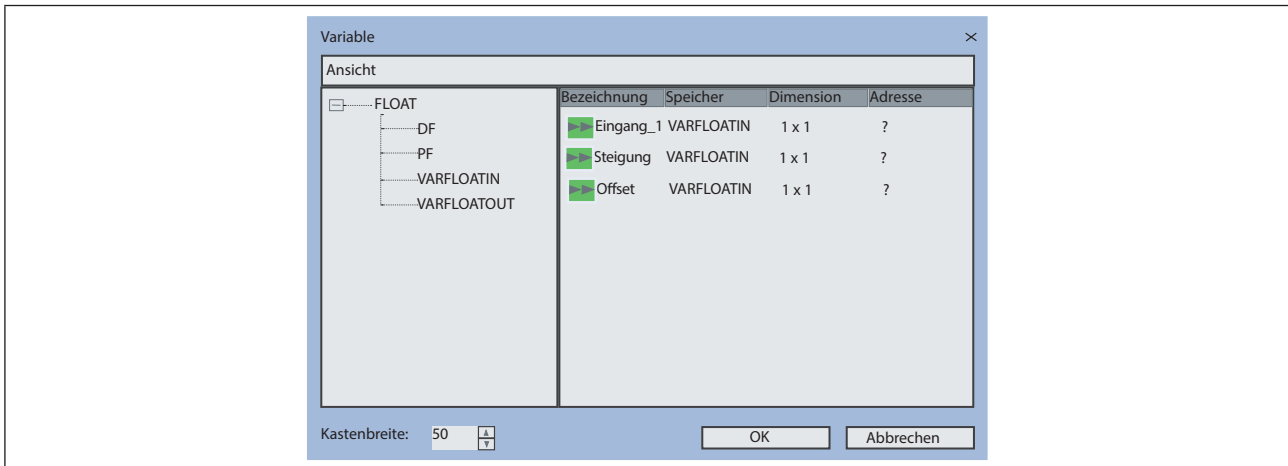 Variable
Ansicht
FLOAT
DF
PF
VARFLOATIN
VARFLOATOUT
Bezeichnung Speicher Dimension Adresse
Eingang_1 VARFLOATIN 1 x 1 ?
Steigung VARFLOATIN 1 x 1 ?
Offset VARFLOATIN 1 x 1 ?
Kastenbreite: 50 OK Abbrechen